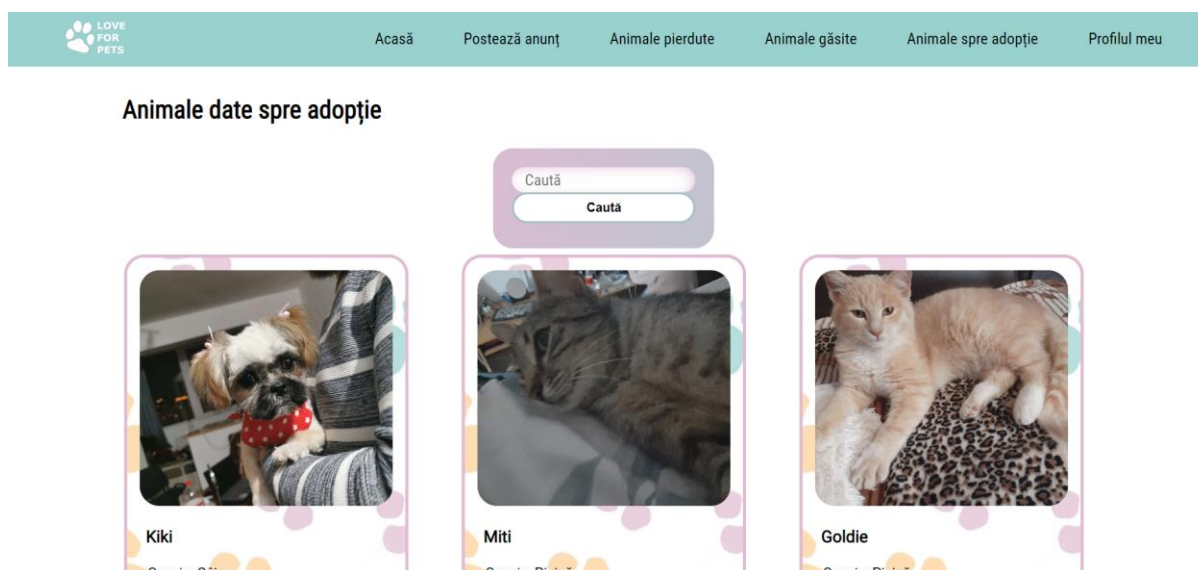 LOVE
FOR
PETS
Acasă Postează anunț Animale pierdute Animale găsite Animale spre adopție Profilul meu
Animale date spre adopție
Caută
Caută
Kiki Miti Goldie